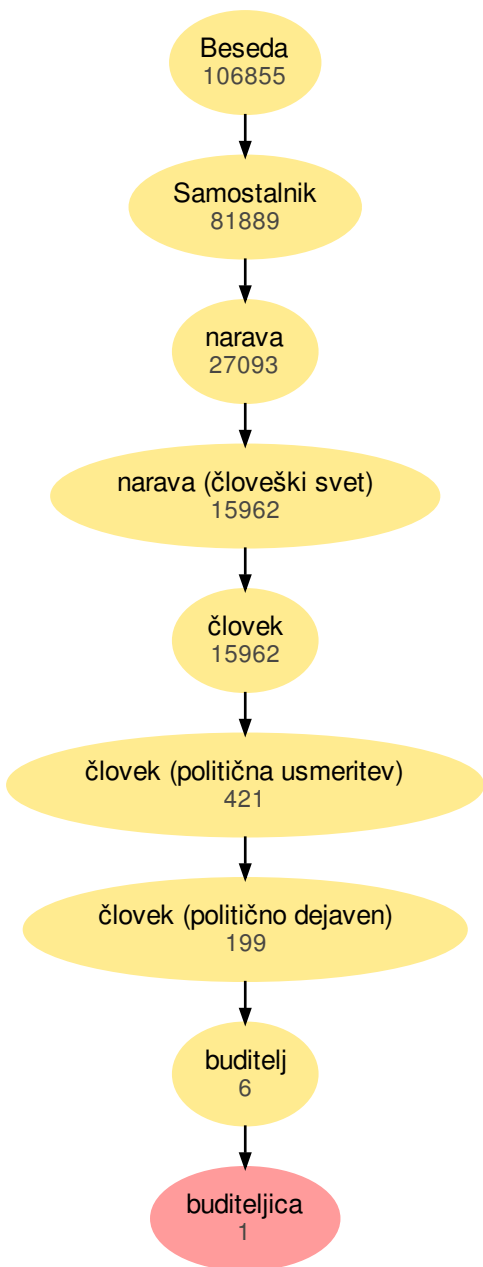 Beseda
106855
Samostalnik
81889
narava
27093
narava (človeški svet)
15962
človek
15962
človek (politična usmeritev)
421
človek (politično dejaven)
199
buditelj
6
buditeljica
1